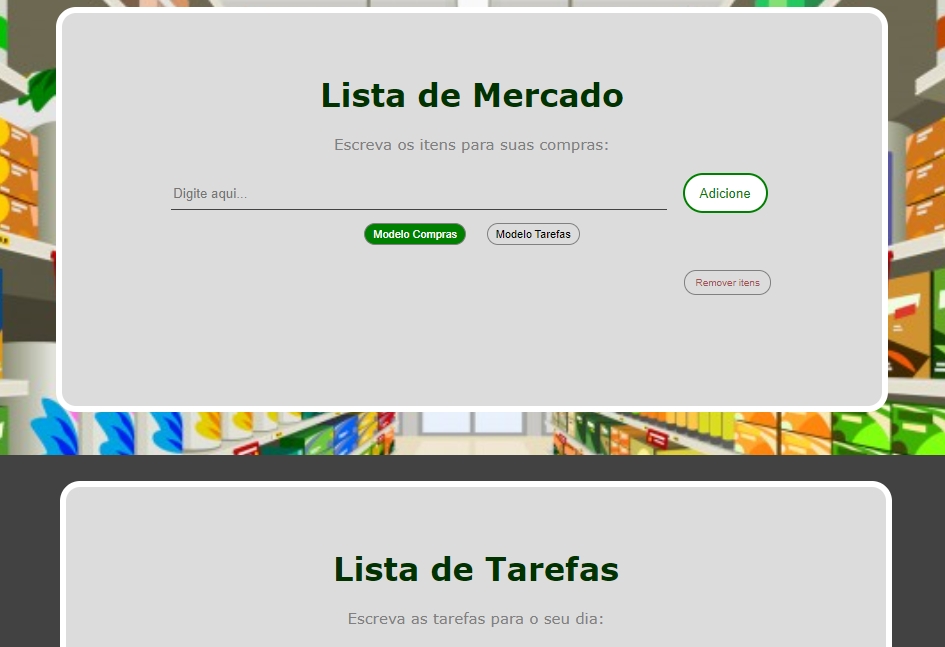 Lista de Mercado
Escreva os itens para suas compras:
Digite aqui...
Adicione
Modelo Compras
Modelo Tarefas
Remover itens
Lista de Tarefas
Escreva as tarefas para o seu dia: